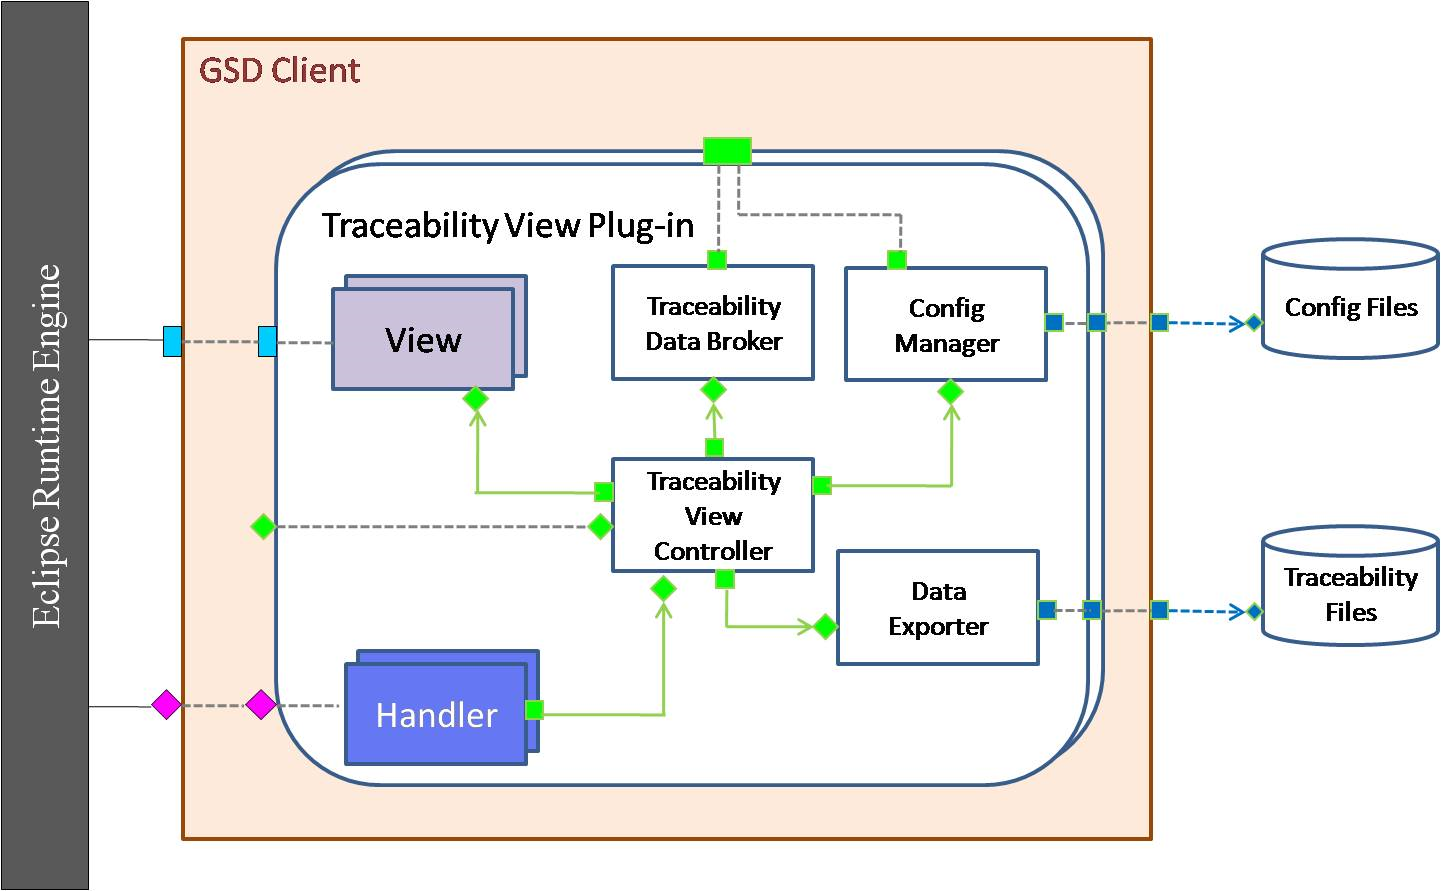 GSD Client
Eclipse Runtime Engine
Traceability View Plug-in
View
Traceability
Data Broker
Config
Manager
Config Files
Traceability
View
Controller
Data
Exporter
Traceability
Files
Handler